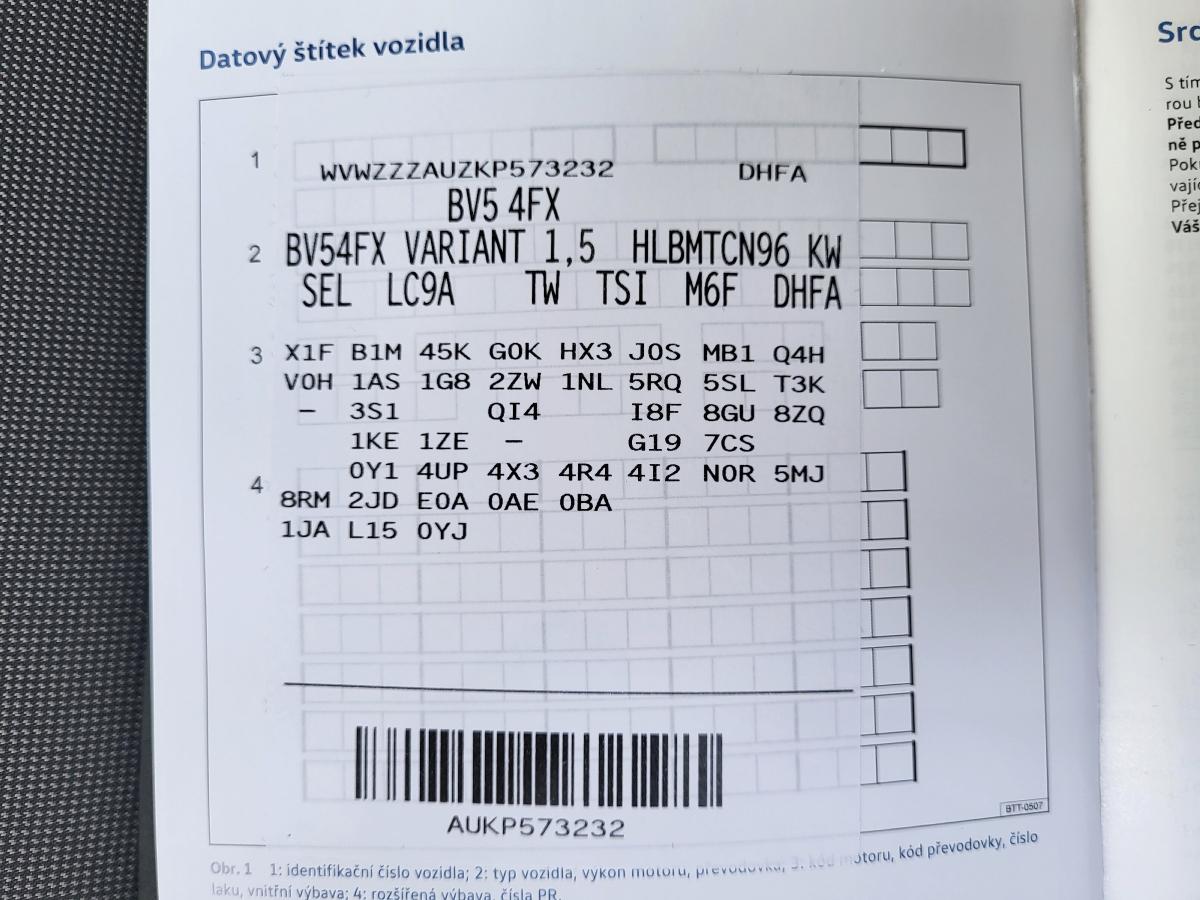 Datový štítek vozidla
1
WVWZZZAUZKP573232 DHFA
BV5 4FX
2
BV54FX VARIANT 1,5 HLBMTCN96 KW
SEL LC9A TW TSI M6F DHFA
3
X1F B1M 45K G0K HX3 J0S MB1 Q4H
V0H 1AS 1G8 2ZW 1NL 5RQ 5SL T3K
– 3S1 QI4 I8F 8GU 8ZQ
1KE 1ZE – G19 7CS
4
0Y1 4UP 4X3 4R4 4I2 N0R 5MJ
8RM 2JD E0A 0AE 0BA
1JA L15 0YJ
AUKP573232
BTT-0507
Obr. 1 1: identifikační číslo vozidla; 2: typ vozidla, výkon motoru, převodovka; 3: kód motoru, kód převodovky, číslo
laku, vnitřní výbava; 4: rozšířená výbava, čísla PR.
S tím
rou
Před
ně p
Pok
vajíc
Přej
Váš